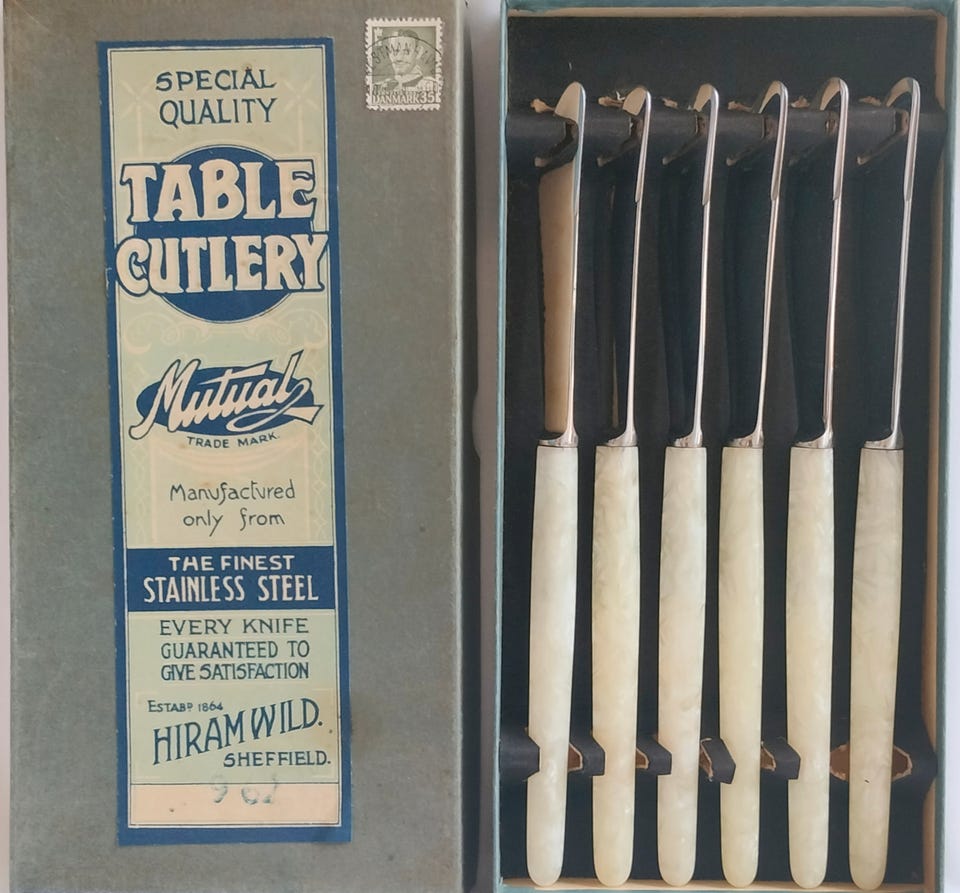 SPECIAL
QUALITY
TABLE
CUTLERY
Mutual
TRADE MARK.
Manufactured
only from
THE FINEST
STAINLESS STEEL
EVERY KNIFE
GUARANTEED TO
GIVE SATISFACTION
ESTABD 1864
HIRAM WILD.
SHEFFIELD.
DANMARK 35